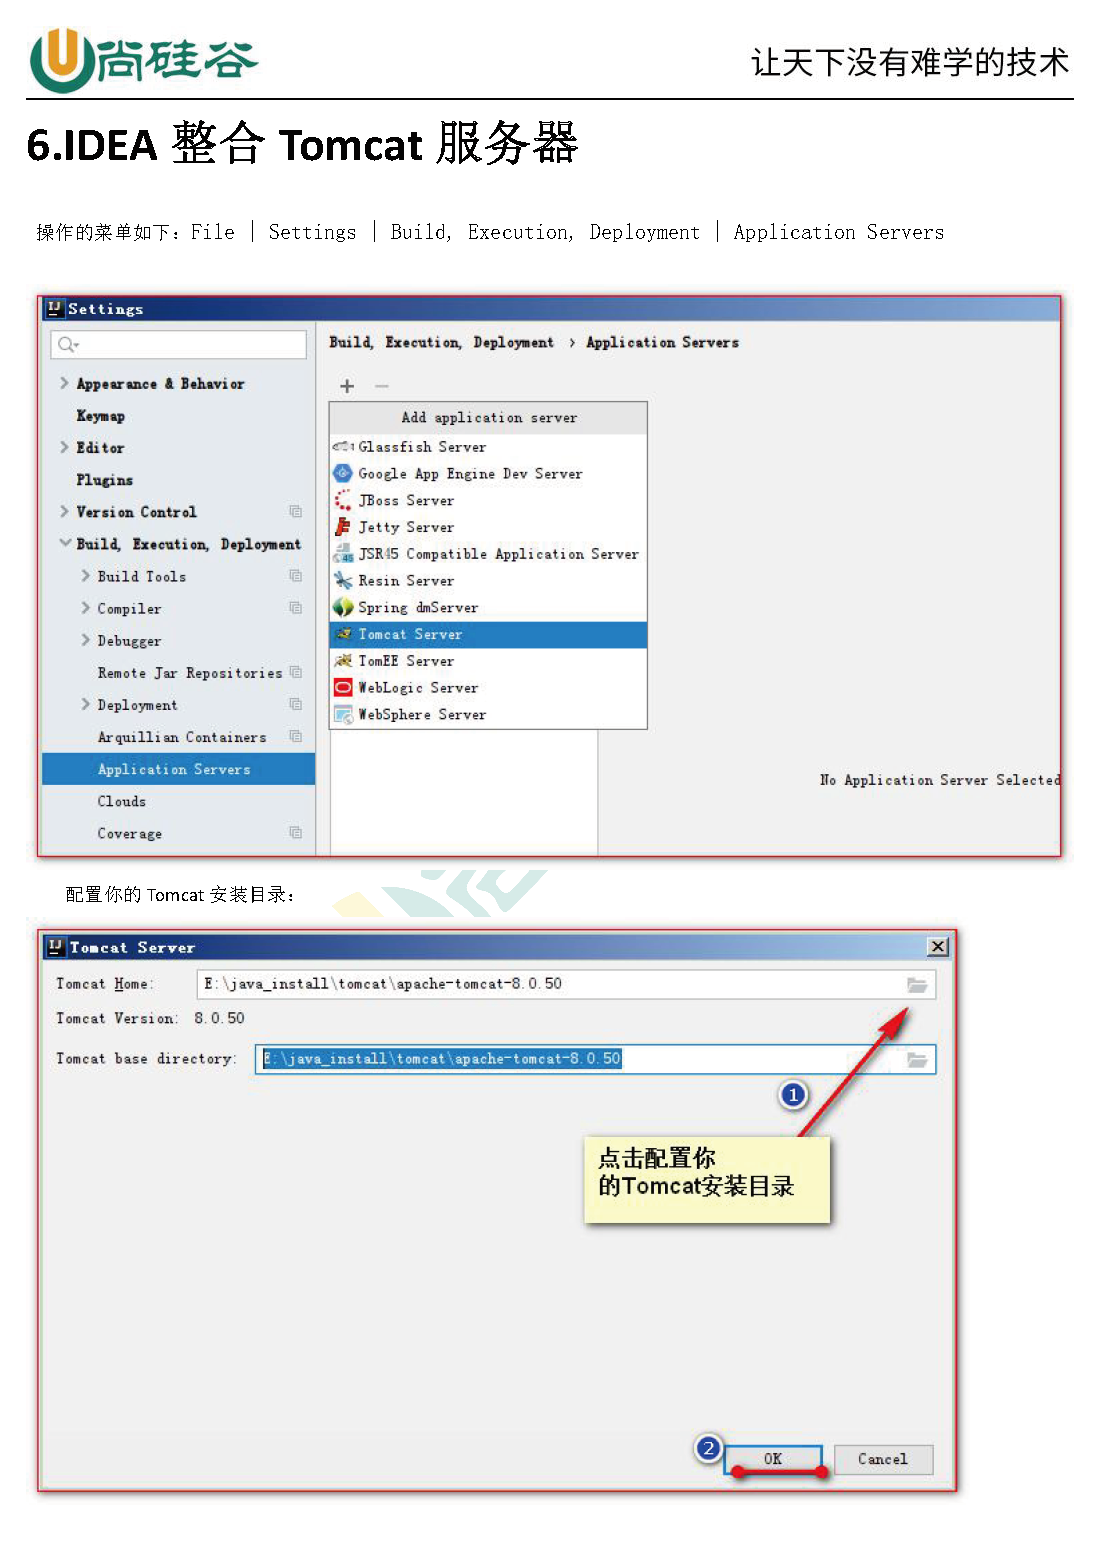 尚硅谷
让天下没有难学的技术
6.IDEA 整合 Tomcat 服务器
操作的菜单如下：File | Settings | Build, Execution, Deployment | Application Servers
Settings
Build, Execution, Deployment > Application Servers
Appearance & Behavior
Keymap
Editor
Plugins
Version Control
Build, Execution, Deployment
Build Tools
Compiler
Debugger
Remote Jar Repositories
Deployment
Arquillian Containers
Application Servers
Clouds
Coverage
Add application server
Glassfish Server
Google App Engine Dev Server
JBoss Server
Jetty Server
JSR45 Compatible Application Server
Resin Server
Spring dmServer
Tomcat Server
TomEE Server
WebLogic Server
WebSphere Server
No Application Server Selected
配置你的 Tomcat 安装目录：
Tomcat Server
Tomcat Home: E:\java_install\tomcat\apache-tomcat-8.0.50
Tomcat Version: 8.0.50
Tomcat base directory: E:\java_install\tomcat\apache-tomcat-8.0.50
1
点击配置你
的Tomcat安装目录
2
OK
Cancel